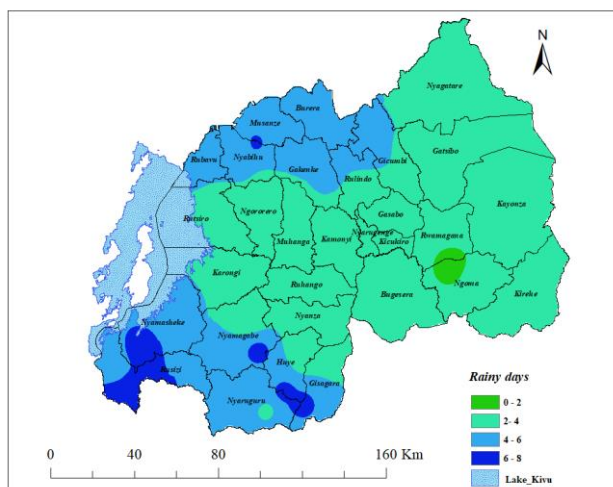 N
Nyagatare
Burera
Musanze
Gatsibo
Rubavu
Nyabihu
Gicumbi
Gakenke
Rulindo
Kayonza
Rutsiro
Ngororero
Gasabo
Nyarugenge
Rwamagana
Muhanga
Kamonyi
Kicukiro
Karongi
Ngoma
Ruhango
Bugesera
Kirehe
Nyanza
Nyamasheke
Nyamagabe
Huye
Rusizi
Gisagara
Nyaruguru
Rainy days
0 - 2
2- 4
4 - 6
6 - 8
Lake_Kivu
0 40 80 160 KM